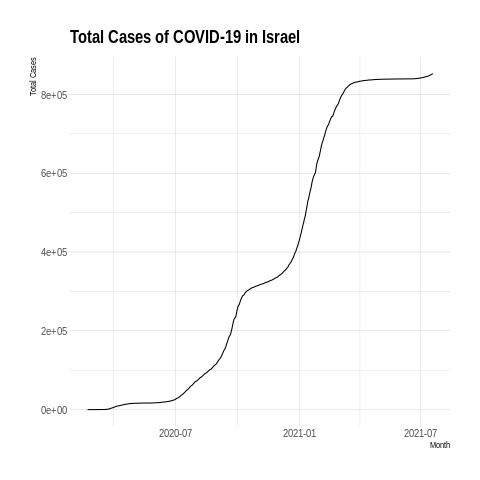 Total Cases of COVID-19 in Israel
Total Cases
8e+05
6e+05
4e+05
2e+05
0e+00
2020-07 2021-01 2021-07
Month